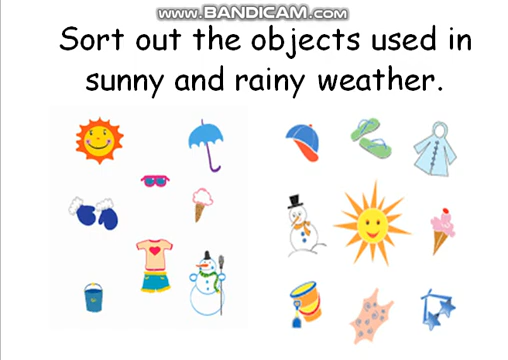 www.BANDICAM.com
Sort out the objects used in
sunny and rainy weather.